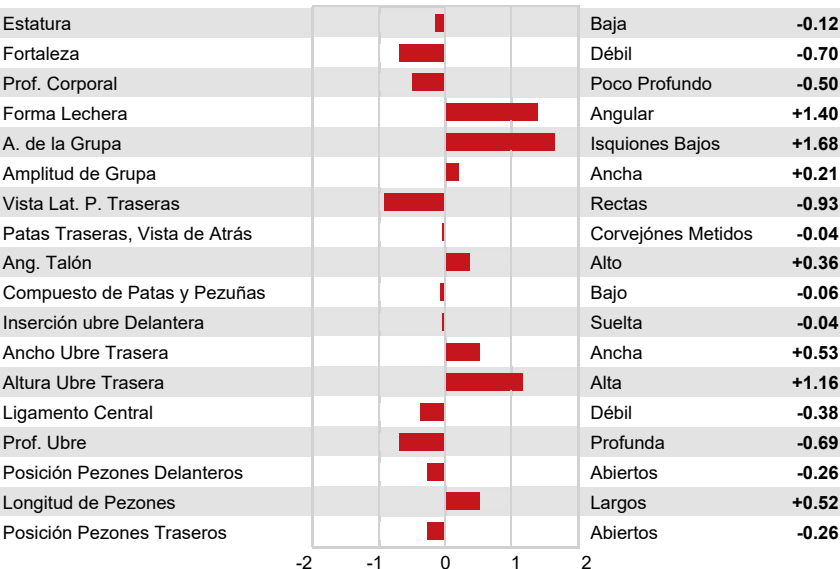 Estatura Baja -0.12
Fortaleza Débil -0.70
Prof. Corporal Poco Profundo -0.50
Forma Lechera Angular +1.40
A. de la Grupa Isquiones Bajos +1.68
Amplitud de Grupa Ancha +0.21
Vista Lat. P. Traseras Rectas -0.93
Patas Traseras, Vista de Atrás Corvejónes Metidos -0.04
Ang. Talón Alto +0.36
Compuesto de Patas y Pezuñas Bajo -0.06
Inserción ubre Delantera Suelta -0.04
Ancho Ubre Trasera Ancha +0.53
Altura Ubre Trasera Alta +1.16
Ligamento Central Débil -0.38
Prof. Ubre Profunda -0.69
Posición Pezones Delanteros Abiertos -0.26
Longitud de Pezones Largos +0.52
Posición Pezones Traseros Abiertos -0.26
-2 -1 0 1 2